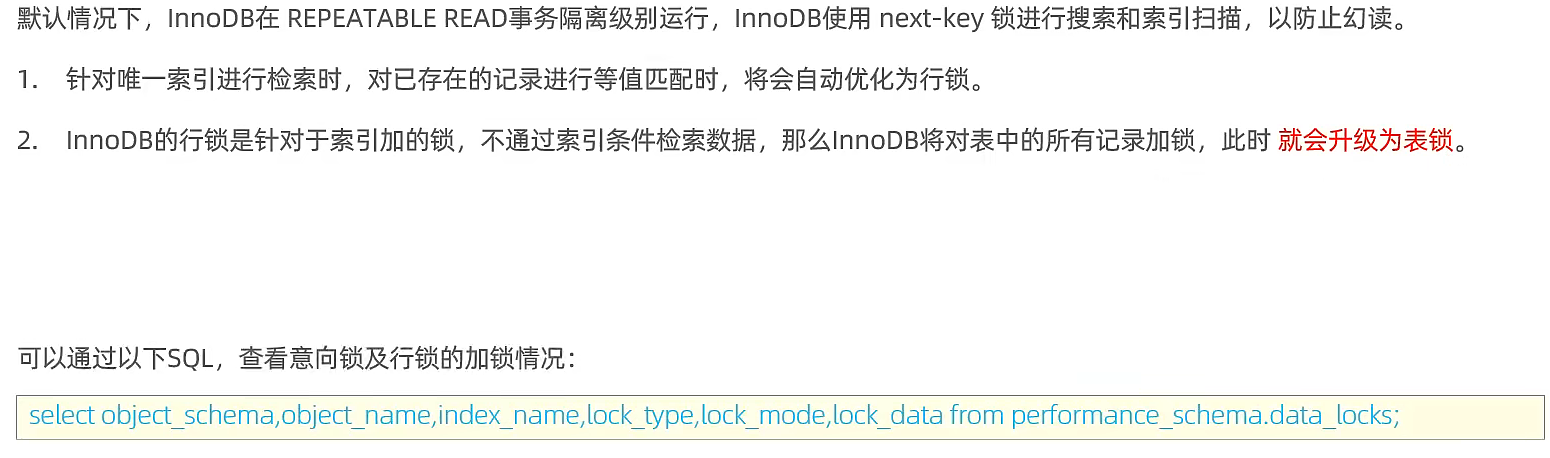 默认情况下，InnoDB在 REPEATABLE READ事务隔离级别运行，InnoDB使用 next-key 锁进行搜索和索引扫描，以防止幻读。
1. 针对唯一索引进行检索时，对已存在的记录进行等值匹配时，将会自动优化为行锁。
2. InnoDB的行锁是针对于索引加的锁，不通过索引条件检索数据，那么InnoDB将对表中的所有记录加锁，此时 就会升级为表锁。
可以通过以下SQL，查看意向锁及行锁的加锁情况：
select object_schema,object_name,index_name,lock_type,lock_mode,lock_data from performance_schema.data_locks;